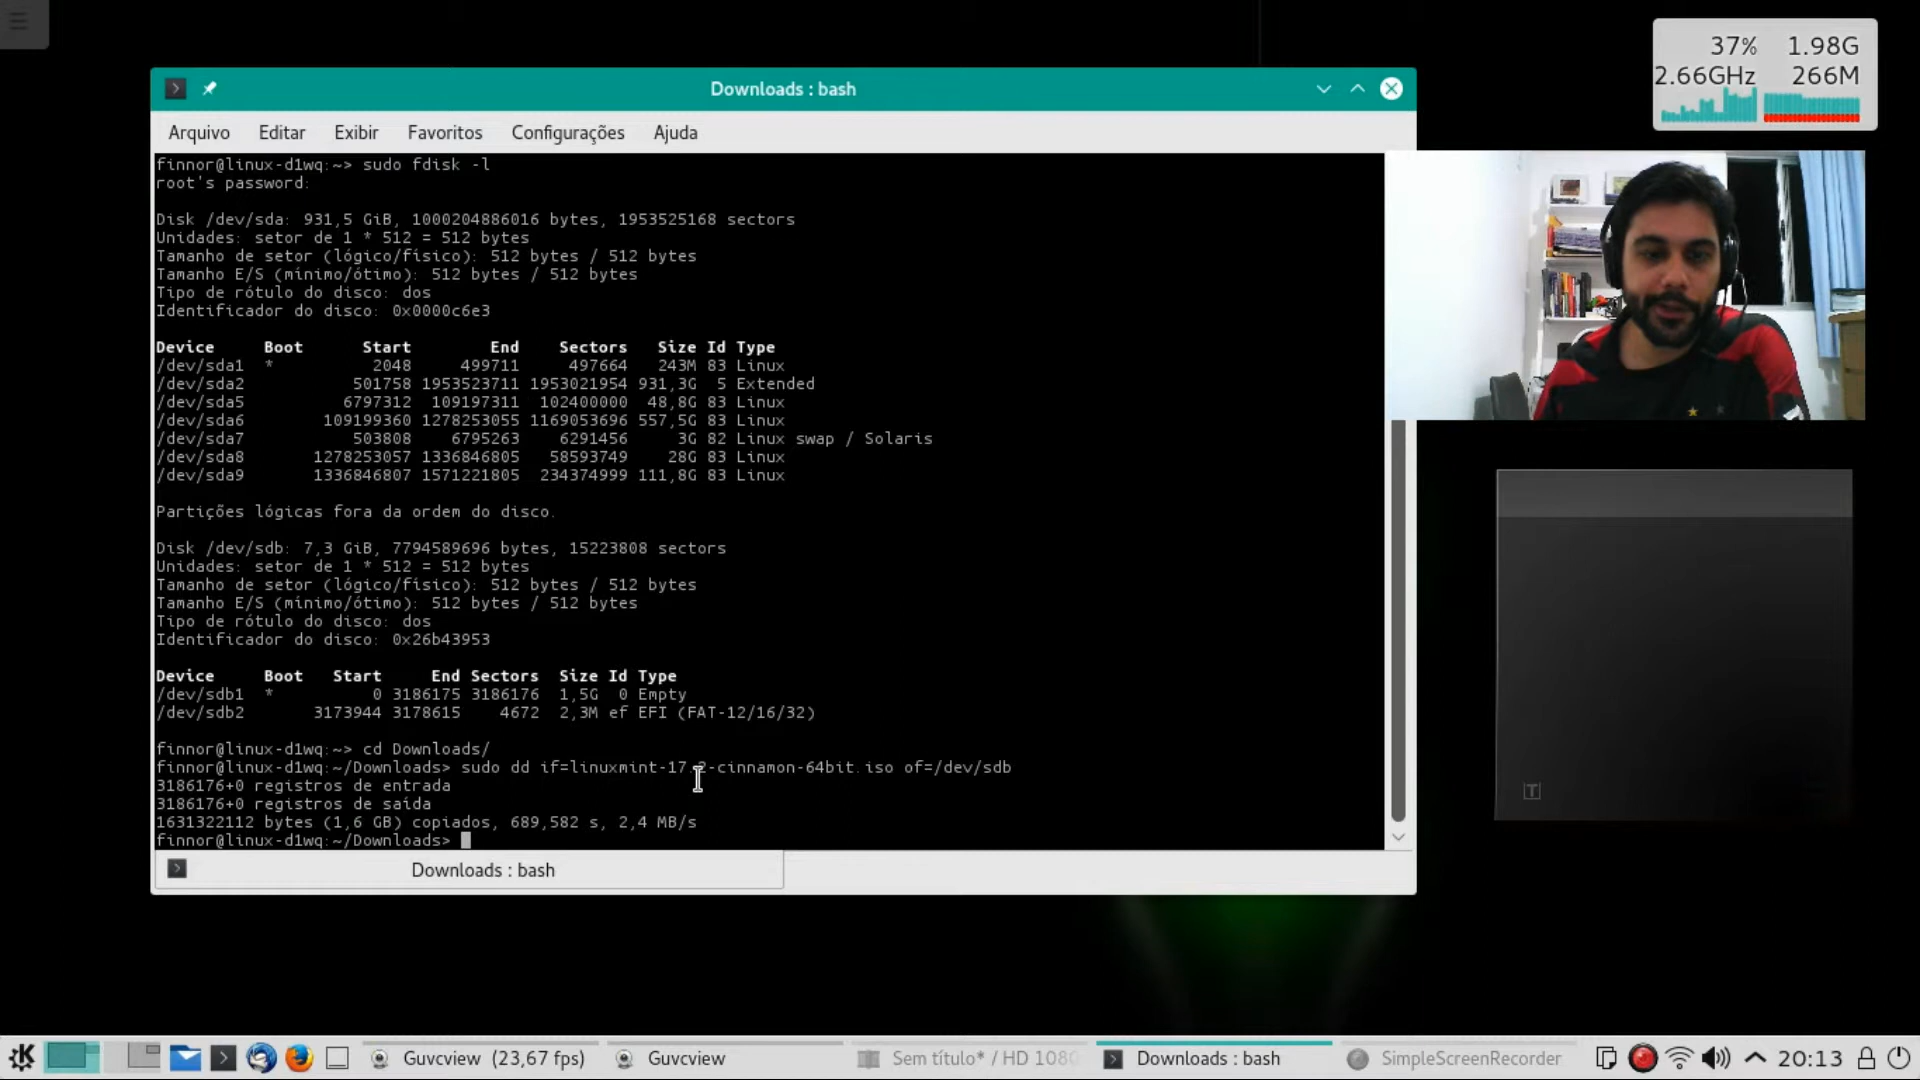 37% 1.98G
2.66GHz 266M
Downloads : bash
Arquivo Editar Exibir Favoritos Configurações Ajuda
finnor@linux-d1wq:~> sudo fdisk -l
root's password:
Disk /dev/sda: 931,5 GiB, 1000204886016 bytes, 1953525168 sectors
Unidades: setor de 1 * 512 = 512 bytes
Tamanho de setor (lógico/físico): 512 bytes / 512 bytes
Tamanho E/S (mínimo/ótimo): 512 bytes / 512 bytes
Tipo de rótulo do disco: dos
Identificador do disco: 0x0000c6e3
Device Boot Start End Sectors Size Id Type
/dev/sda1 * 2048 499711 497664 243M 83 Linux
/dev/sda2 501758 1953523711 1953021954 931,3G 5 Extended
/dev/sda5 6797312 109197311 102400000 48,8G 83 Linux
/dev/sda6 109199360 1278253055 1169053696 557,5G 83 Linux
/dev/sda7 503808 6795263 6291456 3G 82 Linux swap / Solaris
/dev/sda8 1278253057 1336846805 58593749 28G 83 Linux
/dev/sda9 1336846807 1571221805 234374999 111,8G 83 Linux
Partições lógicas fora da ordem do disco.
Disk /dev/sdb: 7,3 GiB, 7794589696 bytes, 15223808 sectors
Unidades: setor de 1 * 512 = 512 bytes
Tamanho de setor (lógico/físico): 512 bytes / 512 bytes
Tamanho E/S (mínimo/ótimo): 512 bytes / 512 bytes
Tipo de rótulo do disco: dos
Identificador do disco: 0x26b43953
Device Boot Start End Sectors Size Id Type
/dev/sdb1 * 0 3186175 3186176 1,5G 0 Empty
/dev/sdb2 3173944 3178615 4672 2,3M ef EFI (FAT-12/16/32)
finnor@linux-d1wq:~> cd Downloads/
finnor@linux-d1wq:~/Downloads> sudo dd if=linuxmint-17.2-cinnamon-64bit.iso of=/dev/sdb
3186176+0 registros de entrada
3186176+0 registros de saída
1631322112 bytes (1,6 GB) copiados, 689,582 s, 2,4 MB/s
finnor@linux-d1wq:~/Downloads>
Downloads : bash
T
Guvcview (23,67 fps) Guvcview Sem título* / HD 1080 Downloads : bash SimpleScreenRecorder 20:13